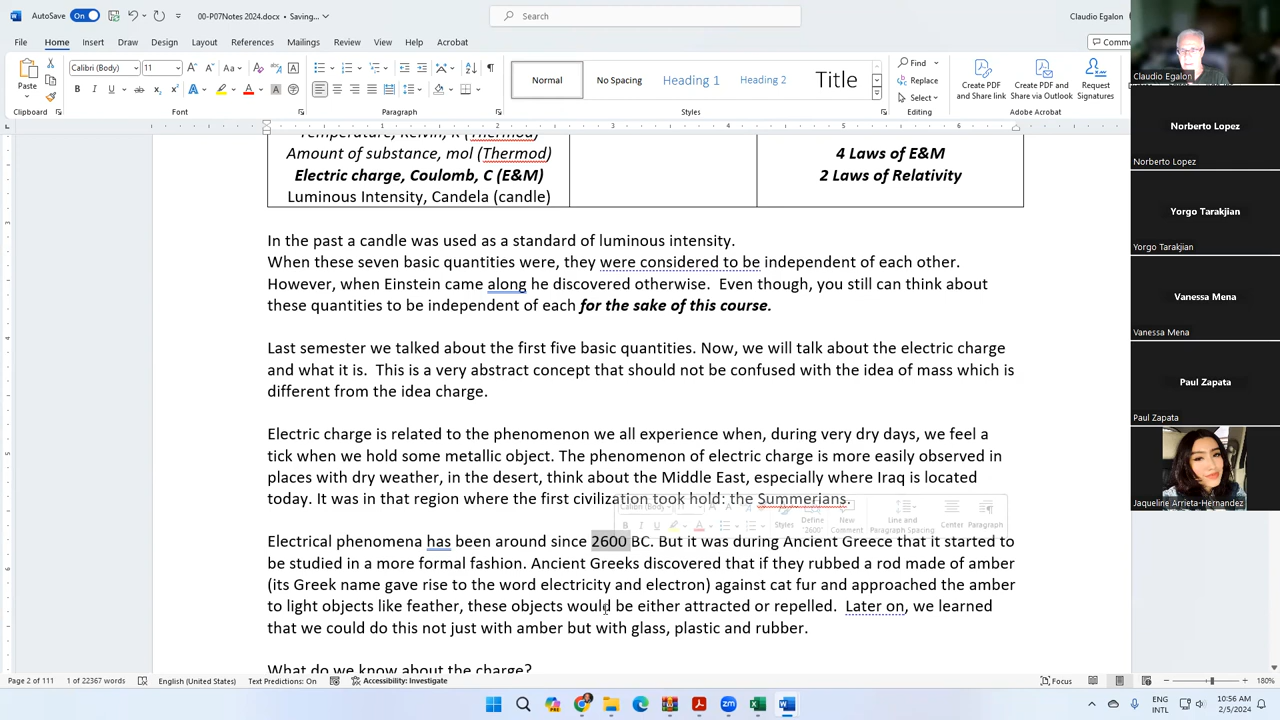 AutoSave
00-P07Notes 2024.docx • Saving...
Search
Claudio Egalon
File Home Insert Draw Design Layout References Mailings Review View Help Acrobat
Comme
Paste
Calibri (Body) 11
Normal
No Spacing
Heading 1
Heading 2
Title
Find
Replace
Select
Create PDF and Share link
Create PDF and Share via Outlook
Request Signatures
Clipboard Font Paragraph Styles Editing Adobe Acrobat
Temperature, Kelvin, K (Thermod)
Amount of substance, mol (Thermod)
Electric charge, Coulomb, C (E&M)
Luminous Intensity, Candela (candle)
4 Laws of E&M
2 Laws of Relativity
In the past a candle was used as a standard of luminous intensity.
When these seven basic quantities were, they were considered to be independent of each other.
However, when Einstein came along he discovered otherwise.  Even though, you still can think about
these quantities to be independent of each for the sake of this course.
Last semester we talked about the first five basic quantities. Now, we will talk about the electric charge
and what it is.  This is a very abstract concept that should not be confused with the idea of mass which is
different from the idea charge.
Electric charge is related to the phenomenon we all experience when, during very dry days, we feel a
tick when we hold some metallic object. The phenomenon of electric charge is more easily observed in
places with dry weather, in the desert, think about the Middle East, especially where Iraq is located
today. It was in that region where the first civilization took hold: the Summerians.
Calibri (Body) 11
Styles
Define "2600"
New Comment
Line and Paragraph Spacing
Center
Paragraph
Electrical phenomena has been around since 2600 BC. But it was during Ancient Greece that it started to
be studied in a more formal fashion. Ancient Greeks discovered that if they rubbed a rod made of amber
(its Greek name gave rise to the word electricity and electron) against cat fur and approached the amber
to light objects like feather, these objects would be either attracted or repelled.  Later on, we learned
that we could do this not just with amber but with glass, plastic and rubber.
What do we know about the charge?
Page 2 of 111
1 of 22367 words
English (United States)
Text Predictions: On
Accessibility: Investigate
Focus
180%
ENG
INTL
10:56 AM
2/5/2024
Claudio Egalon
Norberto Lopez
Norberto Lopez
Yorgo Tarakjian
Yorgo Tarakjian
Vanessa Mena
Vanessa Mena
Paul Zapata
Paul Zapata
Jaqueline Arrieta-Hernandez